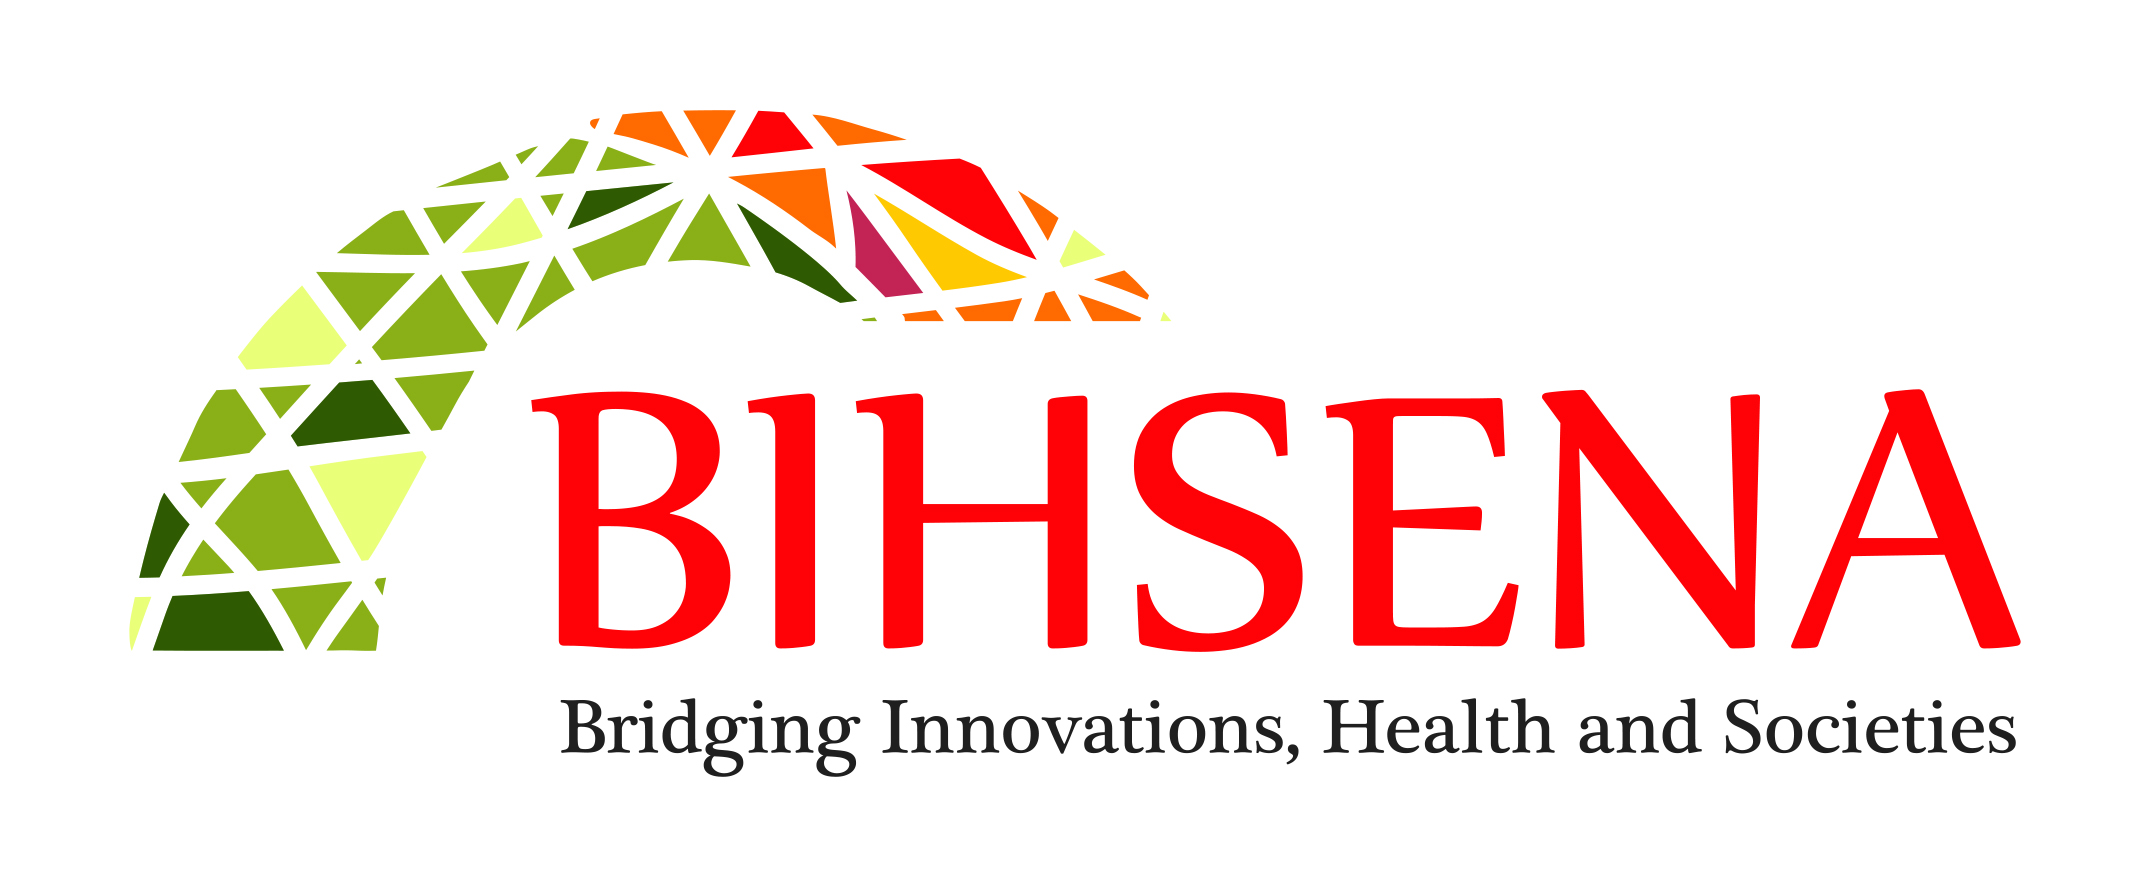 BIHSENA
Bridging Innovations, Health and Societies